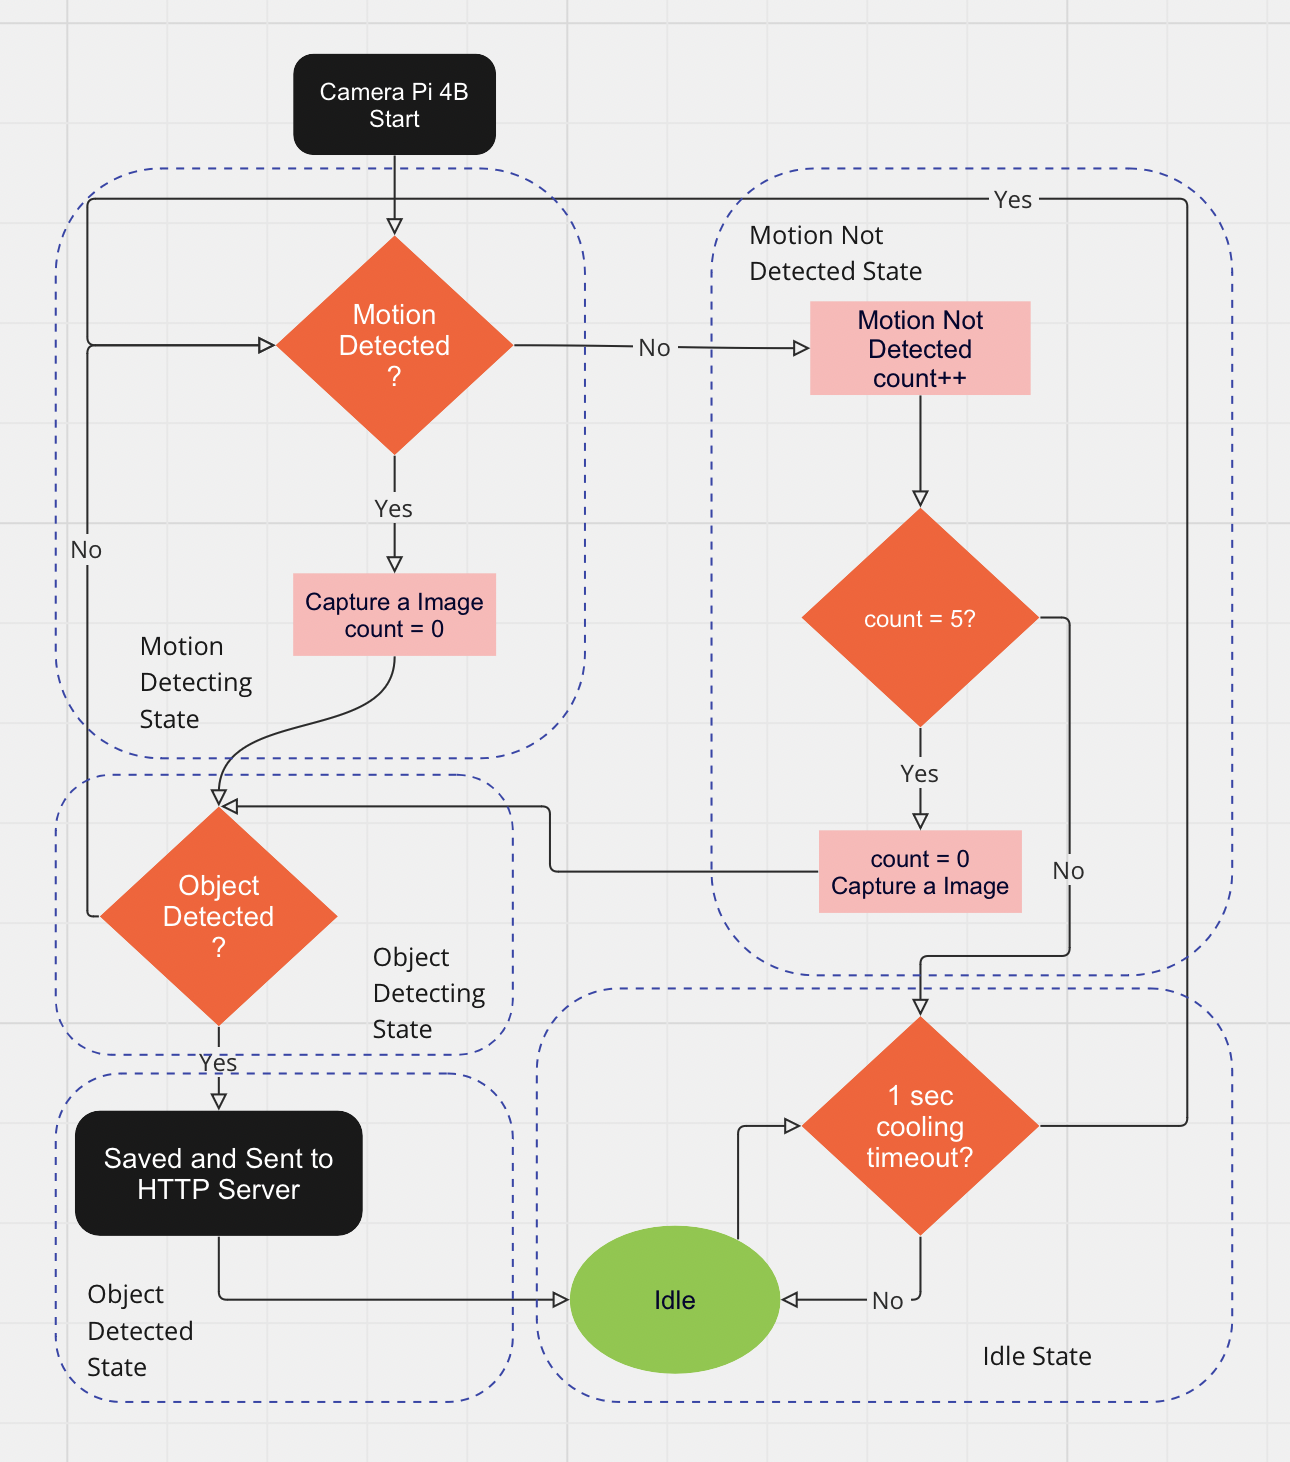 Camera Pi 4B
Start
Yes
Motion Not
Detected State
Motion
Detected
?
No
Motion Not
Detected
count++
Yes
No
Capture a Image
count = 0
count = 5?
Motion
Detecting
State
Yes
count = 0
Capture a Image
No
Object
Detected
?
Object
Detecting
State
Yes
1 sec
cooling
timeout?
Saved and Sent to
HTTP Server
Object
Detected
State
Idle
No
Idle State